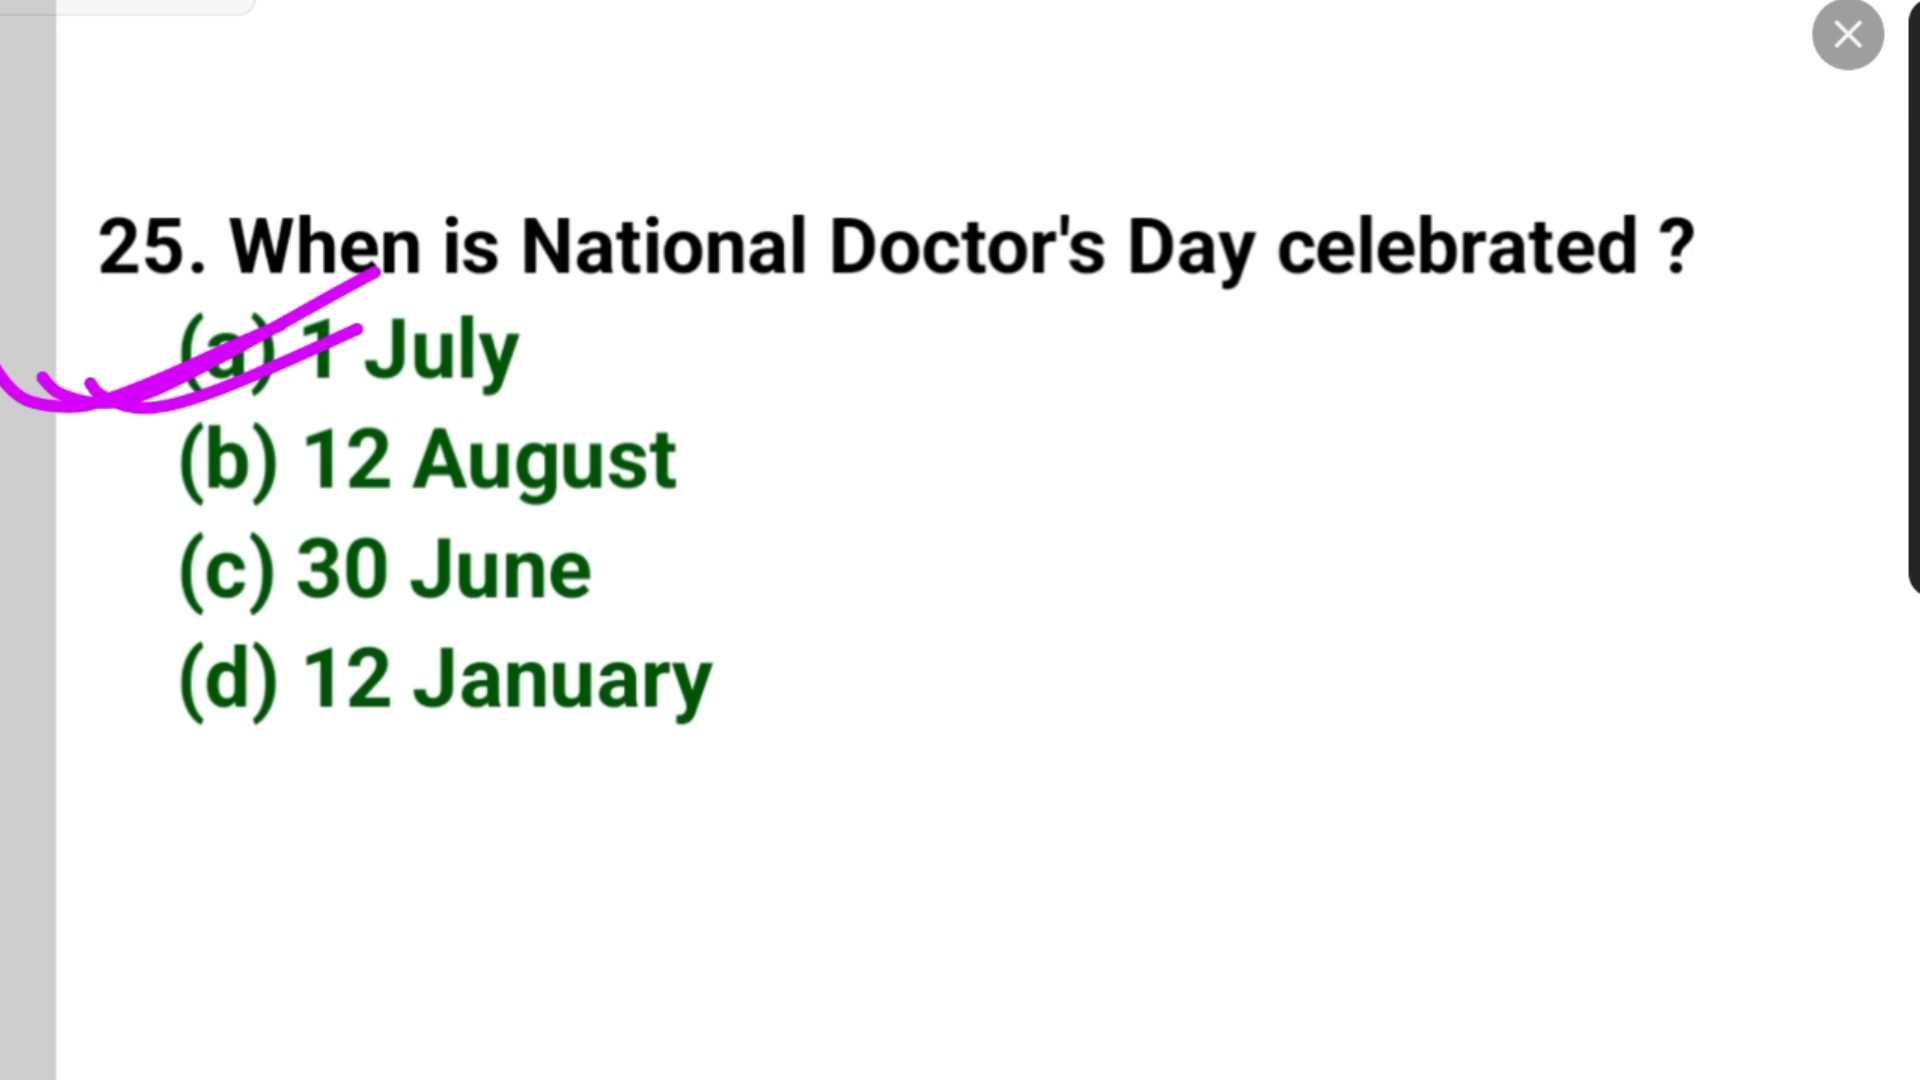 25. When is National Doctor's Day celebrated ?
(a) 1 July
(b) 12 August
(c) 30 June
(d) 12 January